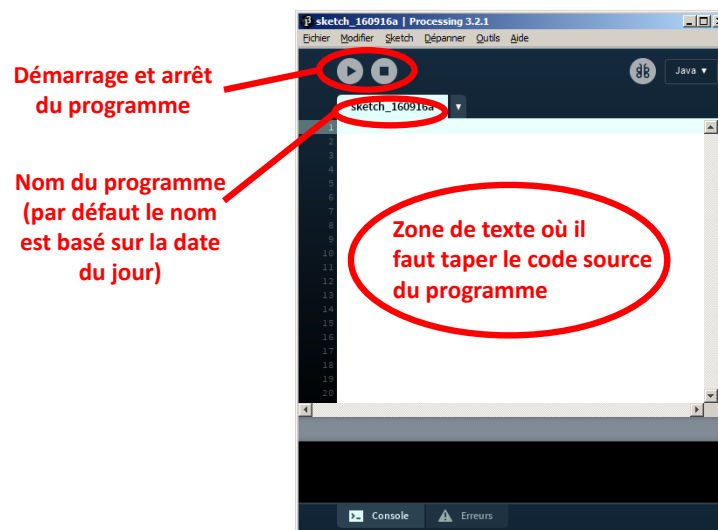 sketch_160916a | Processing 3.2.1
Fichier Modifier Sketch Dépanner Outils Aide
Java
sketch_160916a
Démarrage et arrêt
du programme
Nom du programme
(par défaut le nom
est basé sur la date
du jour)
1
2
3
4
5
6
7
8
9
10
11
12
13
14
15
16
17
18
19
20
Zone de texte où il
faut taper le code source
du programme
Console
Erreurs